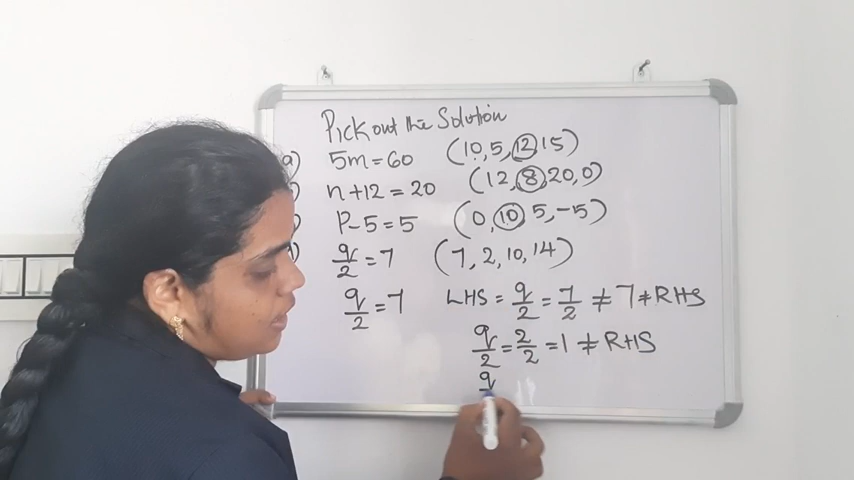 Pick out the Solution
a) 5m = 60 (10, 5, 12, 15)
) n + 12 = 20 (12, 8, 20, 0)
) P - 5 = 5 (0, 10, 5, -5)
) q/2 = 7 (7, 2, 10, 14)
q/2 = 7 LHS = q/2 = 7/2 ≠ 7 ≠ RHS
q/2 = 2/2 = 1 ≠ RHS
q